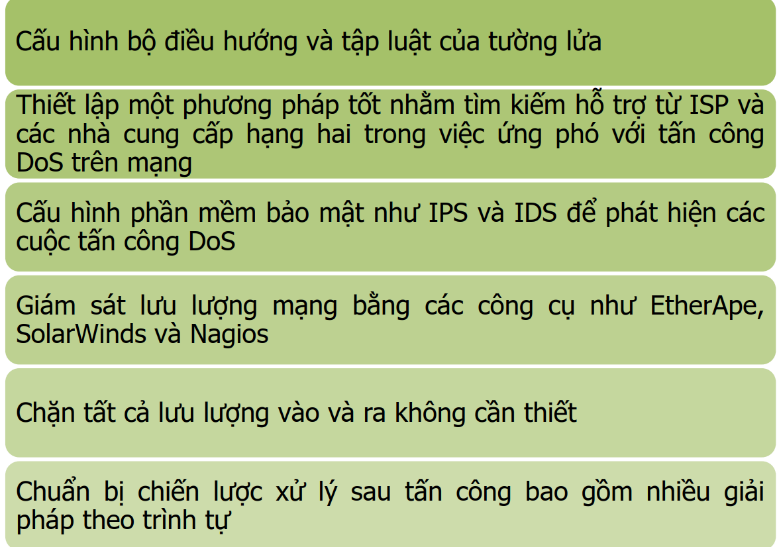 Cấu hình bộ điều hướng và tập luật của tường lửa
Thiết lập một phương pháp tốt nhằm tìm kiếm hỗ trợ từ ISP và
các nhà cung cấp hạng hai trong việc ứng phó với tấn công
DoS trên mạng
Cấu hình phần mềm bảo mật như IPS và IDS để phát hiện các
cuộc tấn công DoS
Giám sát lưu lượng mạng bằng các công cụ như EtherApe,
SolarWinds và Nagios
Chặn tất cả lưu lượng vào và ra không cần thiết
Chuẩn bị chiến lược xử lý sau tấn công bao gồm nhiều giải
pháp theo trình tự